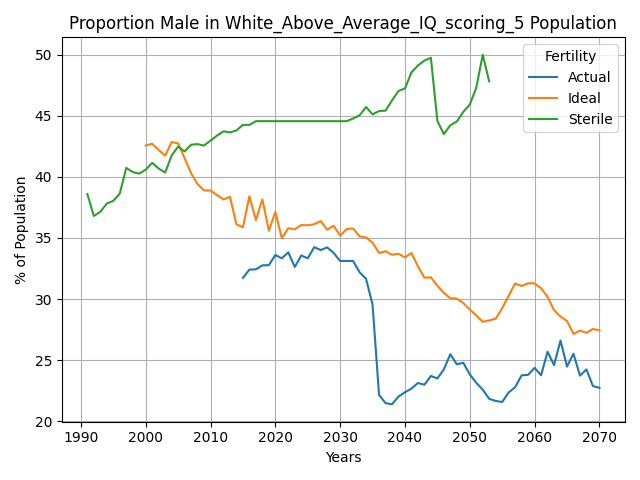 Proportion Male in White_Above_Average_IQ_scoring_5 Population
% of Population
50
45
40
35
30
25
20
Fertility
Actual
Ideal
Sterile
1990 2000 2010 2020 2030 2040 2050 2060 2070
Years